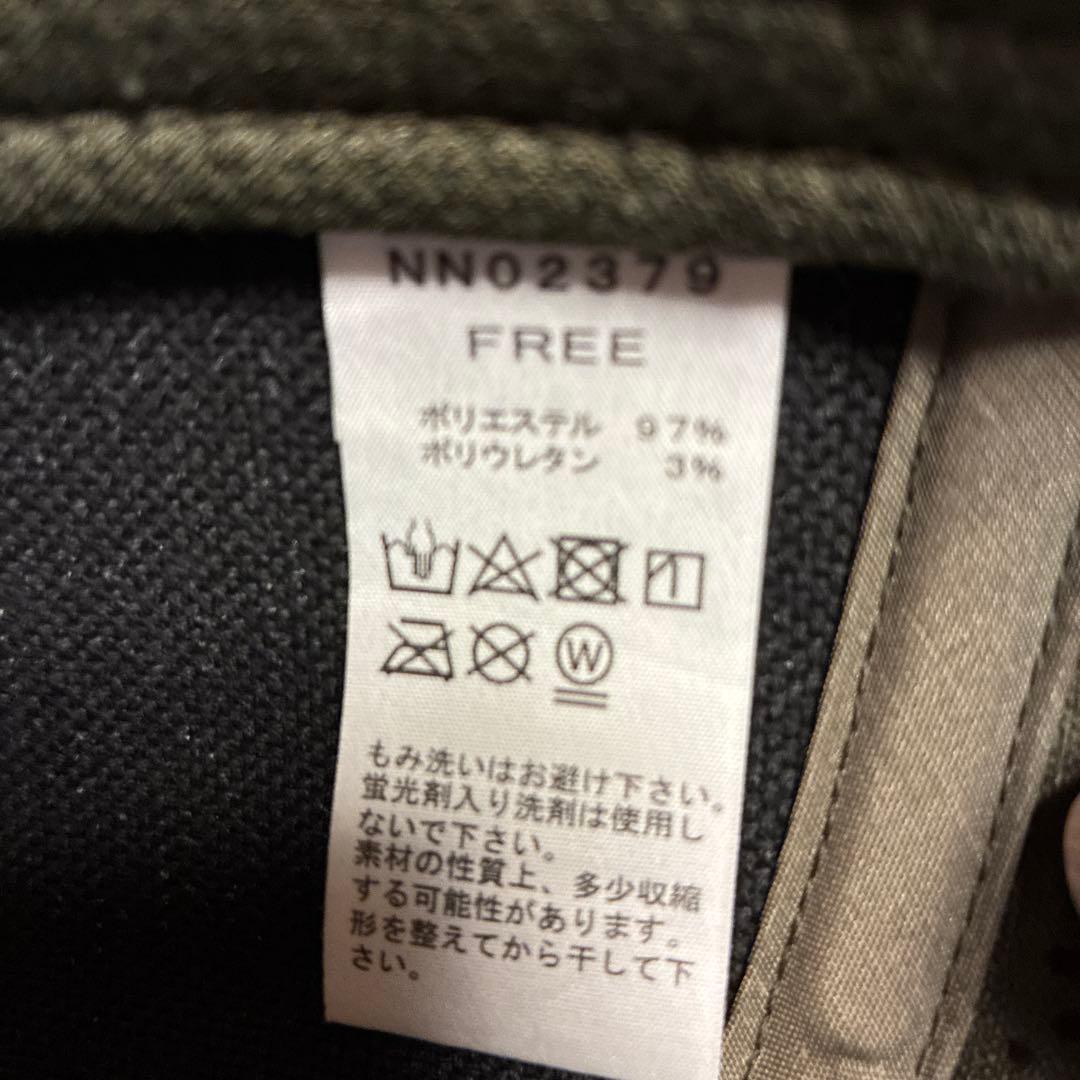 NN02379
FREE
ポリエステル 97%
ポリウレタン 3%
W
もみ洗いはお避け下さい。
蛍光剤入り洗剤は使用し
ないで下さい。
素材の性質上、多少収縮
する可能性があります。
形を整えてから干して下
さい。